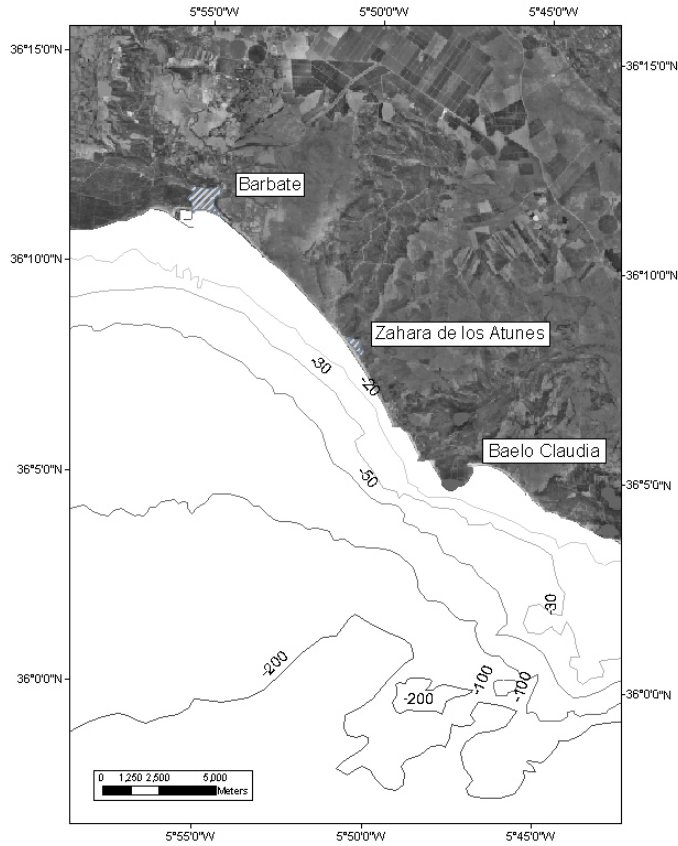 5°55'0"W 5°50'0"W 5°45'0"W
36°15'0"N
36°15'0"N
Barbate
36°10'0"N
36°10'0"N
Zahara de los Atunes
-30
-20
Baelo Claudia
36°5'0"N
-50
36°5'0"N
-30
-200
-100
-100
36°0'0"N
-200
36°0'0"N
0 1,250 2,500 5,000
Meters
5°55'0"W 5°50'0"W 5°45'0"W